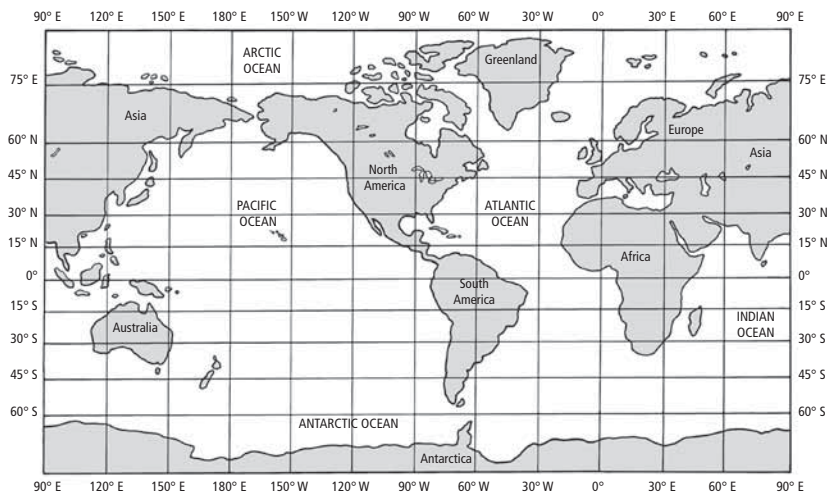 90° E 120° E 150° E 180° E 150° W 120° W 90° W 60° W 30° W 0° 30° E 60° E 90° E
ARCTIC
OCEAN
Greenland
75° E 75° E
Asia
Europe
60° N 60° N
Asia
North
America
45° N 45° N
PACIFIC
OCEAN
ATLANTIC
OCEAN
30° N 30° N
15° N 15° N
Africa
0° 0°
South
America
15° S 15° S
Australia
INDIAN
OCEAN
30° S 30° S
45° S 45° S
60° S 60° S
ANTARCTIC OCEAN
Antarctica
90° E 120° E 150° E 180° W 150° W 120° W 90° W 60° W 30° W 0° 30° E 60° E 90° E